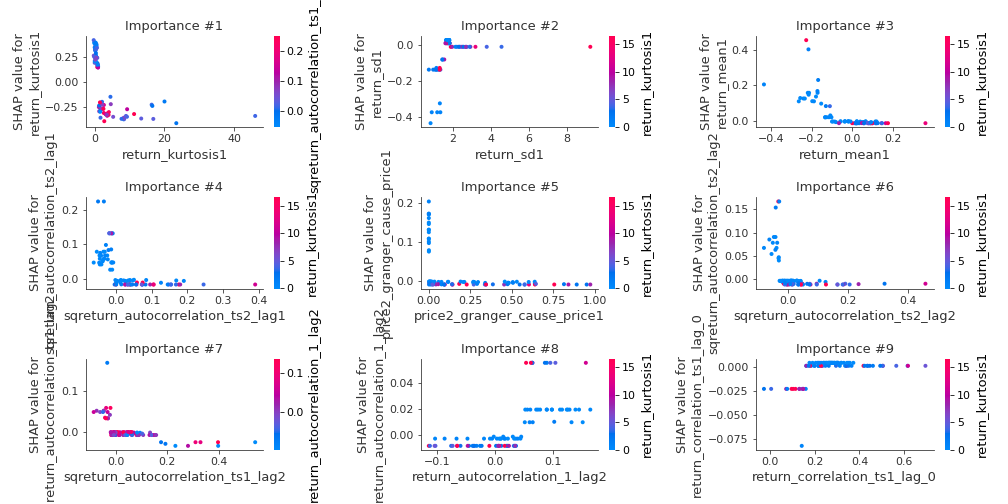 Importance #1
Importance #2
Importance #3
SHAP value for
return_kurtosis1
0.25
0.00
−0.25
0 20 40
return_kurtosis1
0.2
0.1
0.0
SHAP value for
return_sd1
0.0
−0.2
−0.4
2 4 6 8
return_sd1
15
10
5
0
return_kurtosis1
SHAP value for
return_mean1
0.4
0.2
0.0
−0.4 −0.2 0.0 0.2
return_mean1
15
10
5
0
return_kurtosis1
Importance #4
Importance #5
Importance #6
SHAP value for
sqreturn_autocorrelation_ts2_lag1
0.2
0.1
0.0
0.0 0.1 0.2 0.3 0.4
sqreturn_autocorrelation_ts2_lag1
15
10
5
0
return_kurtosis1
SHAP value for
price2_granger_cause_price1
0.2
0.1
0.0
0.00 0.25 0.50 0.75 1.00
price2_granger_cause_price1
15
10
5
0
return_kurtosis1
SHAP value for
sqreturn_autocorrelation_ts2_lag2
0.15
0.10
0.05
0.00
0.0 0.2 0.4
sqreturn_autocorrelation_ts2_lag2
15
10
5
0
return_kurtosis1
Importance #7
Importance #8
Importance #9
SHAP value for
0.1
0.0
0.0 0.2 0.4
sqreturn_autocorrelation_ts1_lag2
0.1
0.0
return_autocorrelation_1_lag2
SHAP value for
return_autocorrelation_1_lag2
0.04
0.02
0.00
−0.1 0.0 0.1
return_autocorrelation_1_lag2
15
10
5
0
return_kurtosis1
SHAP value for
return_correlation_ts1_lag_0
0.000
−0.025
−0.050
−0.075
0.0 0.2 0.4 0.6
return_correlation_ts1_lag_0
15
10
5
0
return_kurtosis1